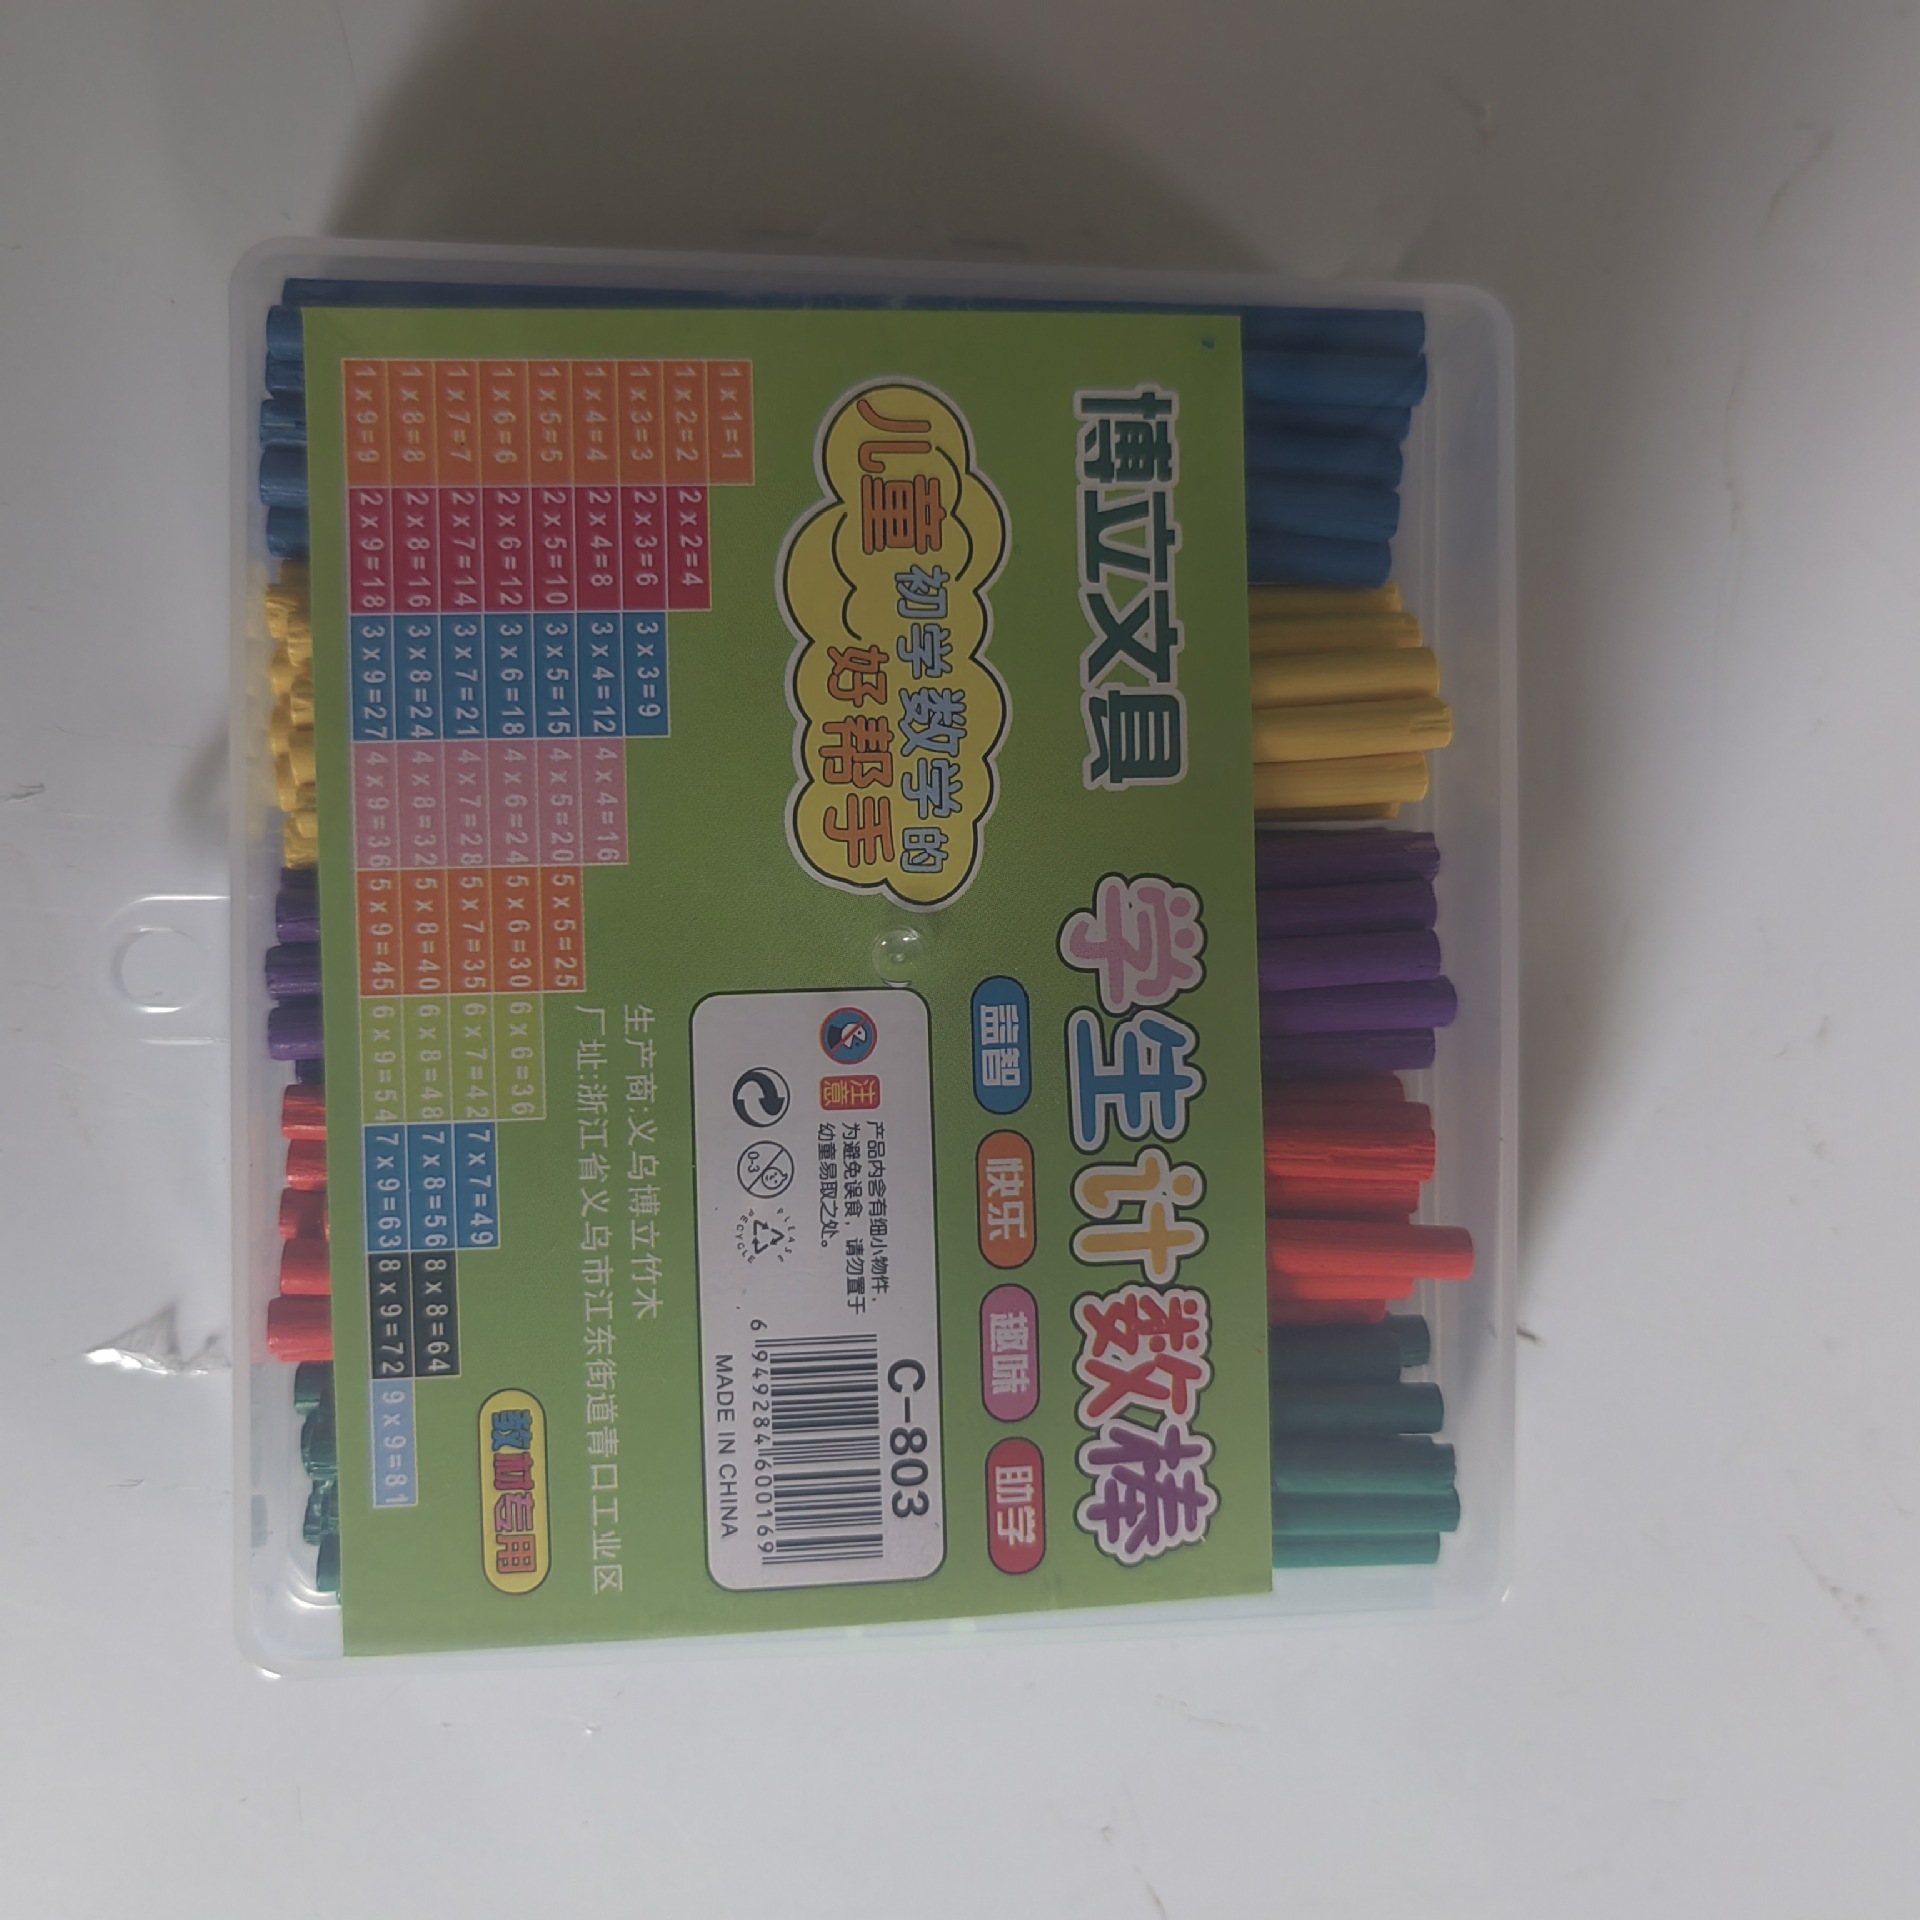 博立文具 学生计数棒
益智 快乐 趣味 助学
儿童
初学数学的
好帮手
C-803
产品内含有细小物件，
为避免误食，请勿置于
幼童易取之处。
注意
0-3
PLEASE RECYCLE
6 949284 600169
MADE IN CHINA
1×1=1
1×2=2 2×2=4
1×3=3 2×3=6 3×3=9
1×4=4 2×4=8 3×4=12 4×4=16
1×5=5 2×5=10 3×5=15 4×5=20 5×5=25
1×6=6 2×6=12 3×6=18 4×6=24 5×6=30 6×6=36
1×7=7 2×7=14 3×7=21 4×7=28 5×7=35 6×7=42 7×7=49
1×8=8 2×8=16 3×8=24 4×8=32 5×8=40 6×8=48 7×8=56 8×8=64
1×9=9 2×9=18 3×9=27 4×9=36 5×9=45 6×9=54 7×9=63 8×9=72 9×9=81
生产商:义乌博立竹木
厂址:浙江省义乌市江东街道青口工业区
教材专用